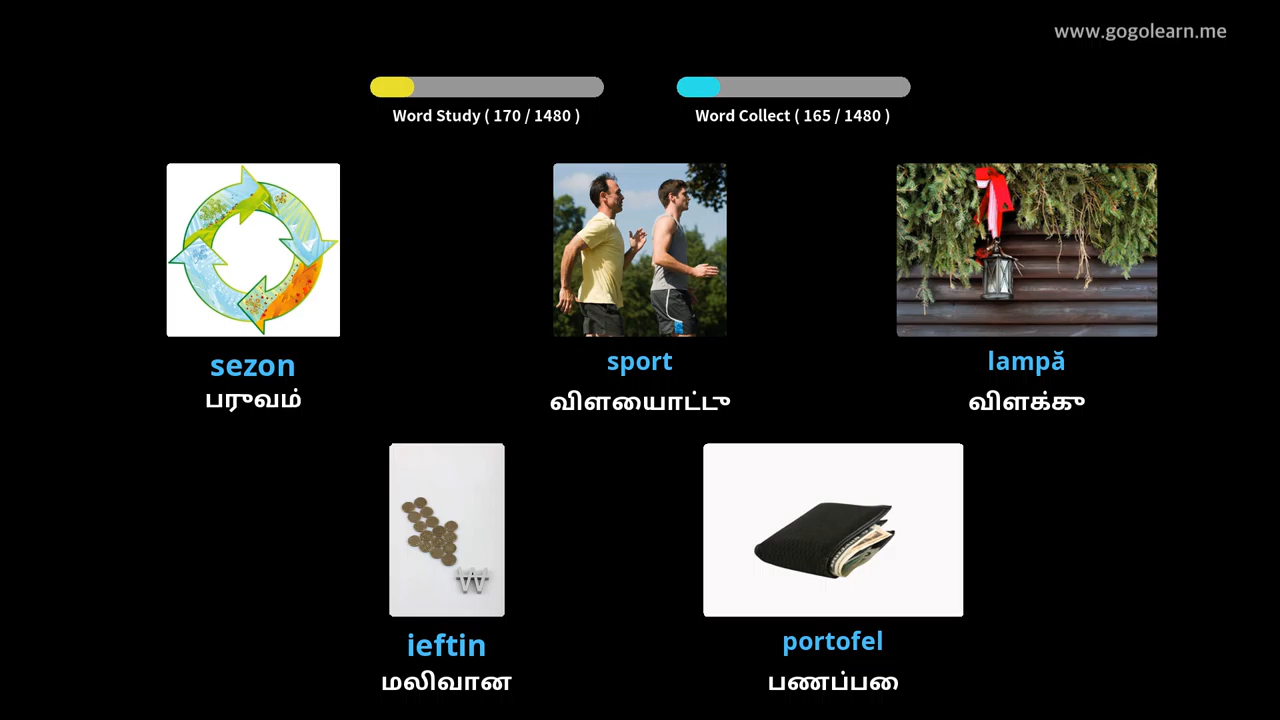 www.gogolearn.me
Word Study ( 170 / 1480 )
Word Collect ( 165 / 1480 )
sezon
பருவம்
sport
விளையாட்டு
lampă
விளக்கு
ieftin
மலிவான
portofel
பணப்பை